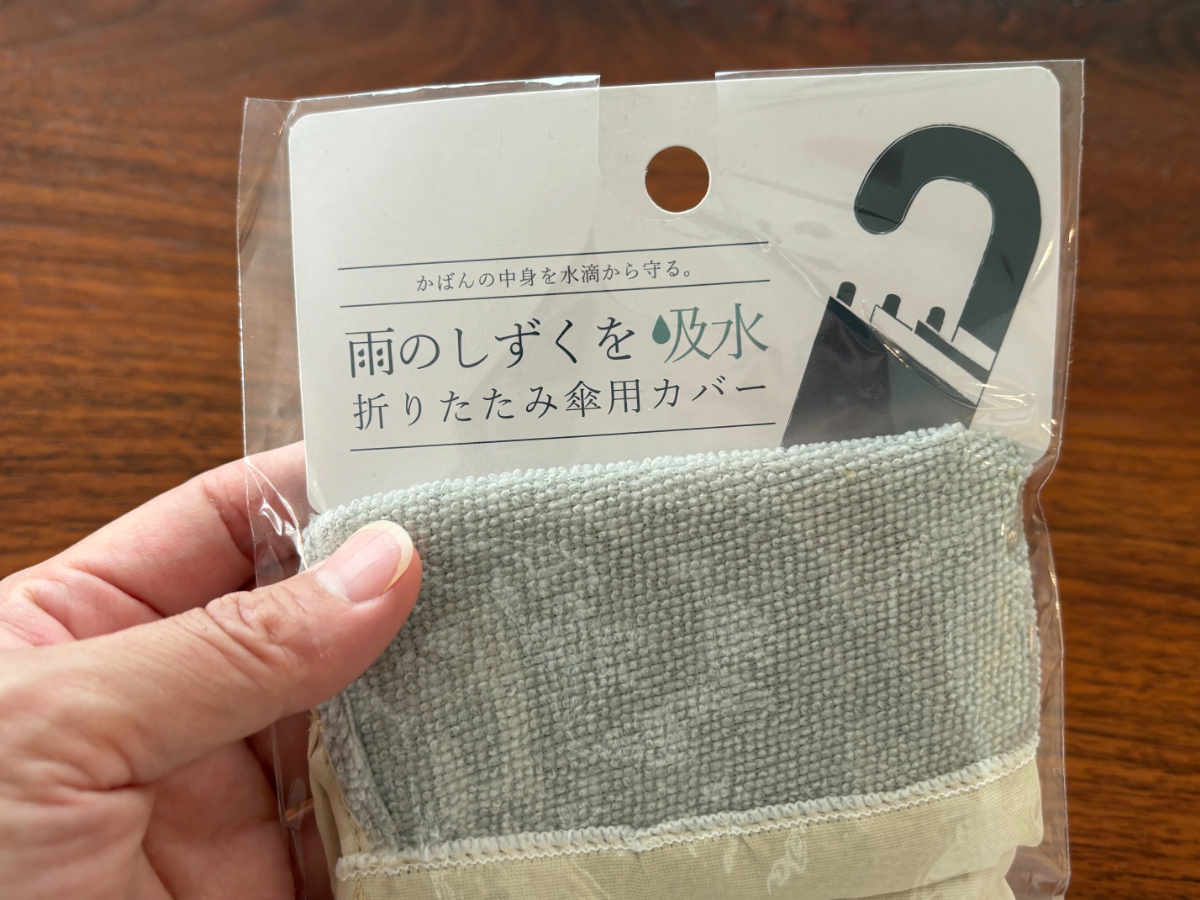 かばんの中身を水滴から守る。
雨のしずくを吸水
折りたたみ傘用カバー